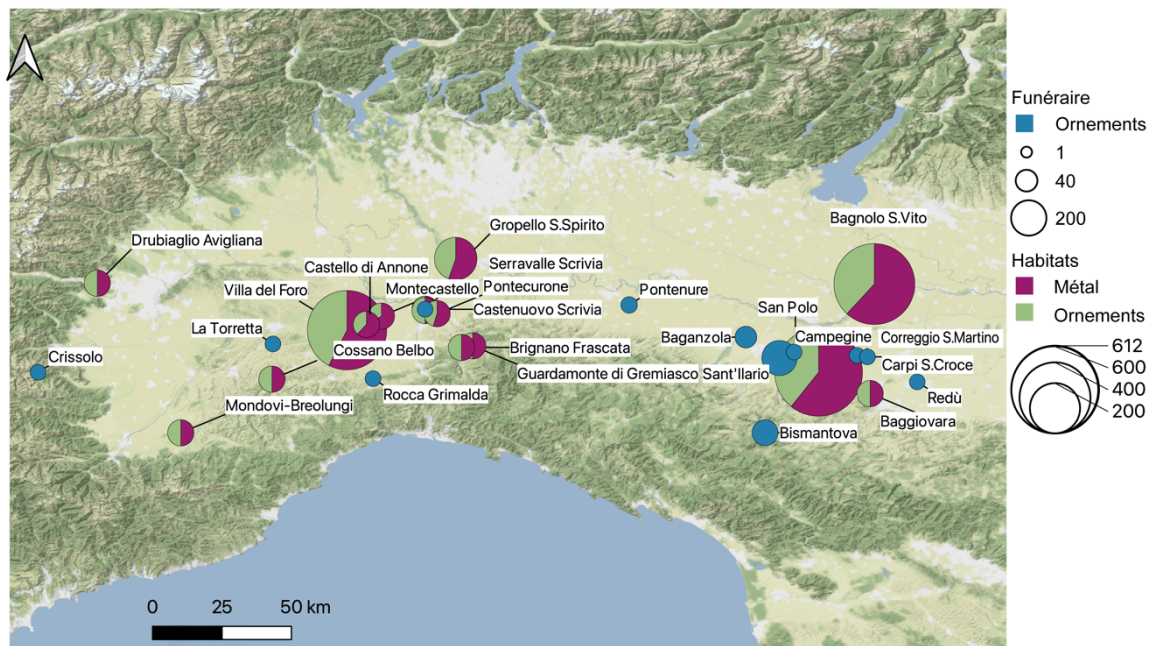 Bagnolo S.Vito
Gropello S.Spirito
Drubiaglio Avigliana
Serravalle Scrivia
Castello di Annone
Villa del Foro
Montecastello
Pontecurone
Pontenure
San Polo
Castenuovo Scrivia
La Torretta
Baganzola
Campegine
Correggio S.Martino
Crissolo
Cossano Belbo
Brignano Frascata
Guardamonte di Gremiasco
Sant'Ilario
Carpi S.Croce
Rocca Grimalda
Redù
Mondovi-Breolungi
Baggiovara
Bismantova
0 25 50 km
Funéraire
Ornements
1
40
200
Habitats
Métal
Ornements
612
600
400
200